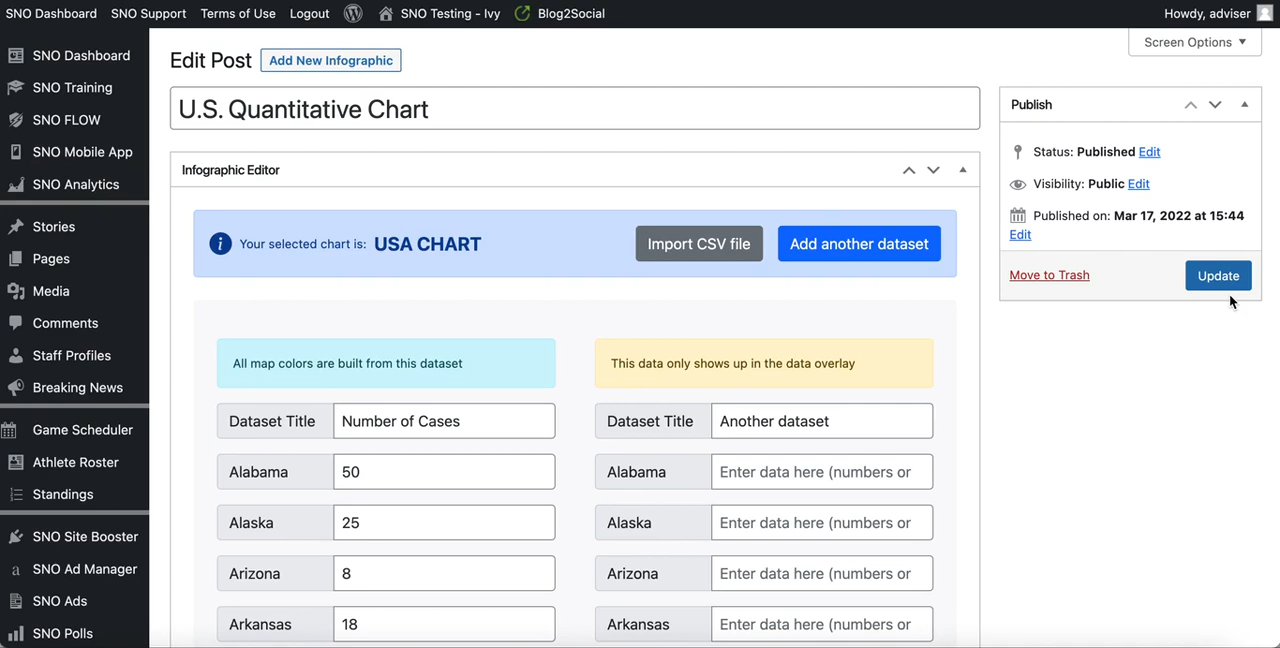 SNO Dashboard SNO Support Terms of Use Logout SNO Testing - Ivy Blog2Social Howdy, adviser
SNO Dashboard
SNO Training
SNO FLOW
SNO Mobile App
SNO Analytics
Stories
Pages
Media
Comments
Staff Profiles
Breaking News
Game Scheduler
Athlete Roster
Standings
SNO Site Booster
SNO Ad Manager
SNO Ads
SNO Polls
Screen Options
Edit Post Add New Infographic
U.S. Quantitative Chart
Infographic Editor
Your selected chart is: USA CHART Import CSV file Add another dataset
All map colors are built from this dataset
Dataset Title Number of Cases
Alabama 50
Alaska 25
Arizona 8
Arkansas 18
This data only shows up in the data overlay
Dataset Title Another dataset
Alabama Enter data here (numbers or
Alaska Enter data here (numbers or
Arizona Enter data here (numbers or
Arkansas Enter data here (numbers or
Publish
Status: Published Edit
Visibility: Public Edit
Published on: Mar 17, 2022 at 15:44
Edit
Move to Trash Update